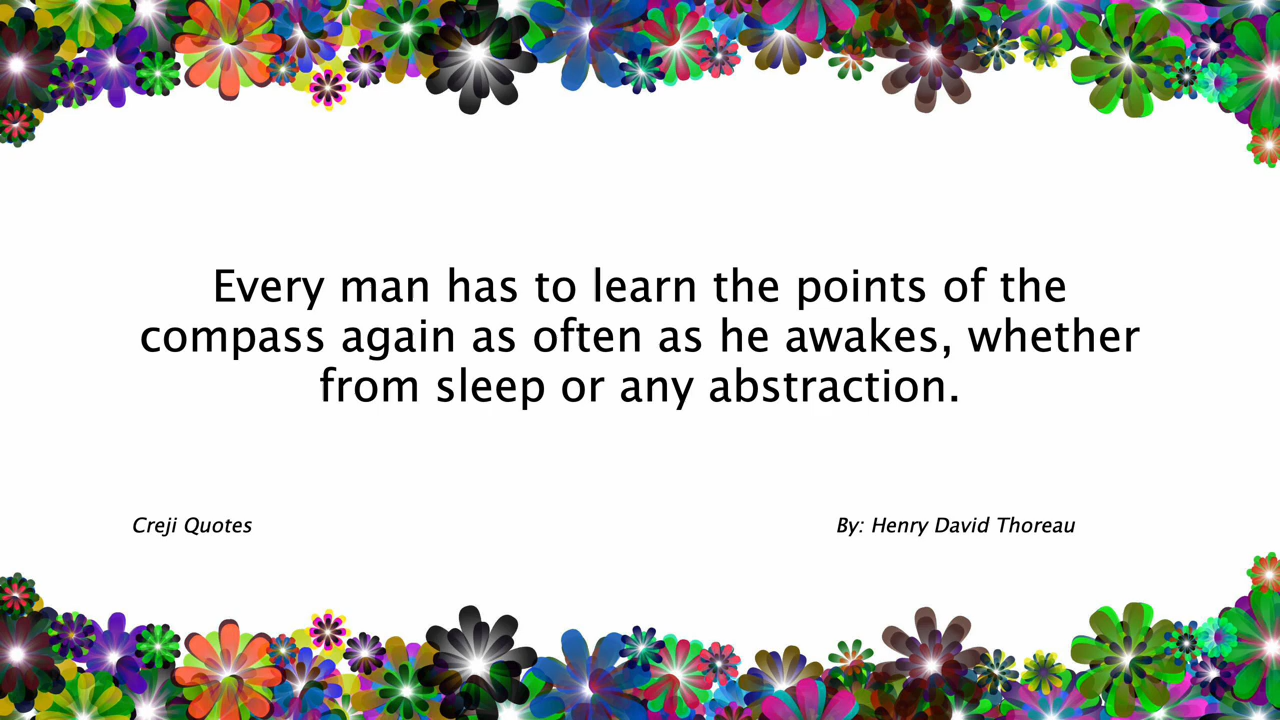 Every man has to learn the points of the
compass again as often as he awakes, whether
from sleep or any abstraction.
Creji Quotes
By: Henry David Thoreau